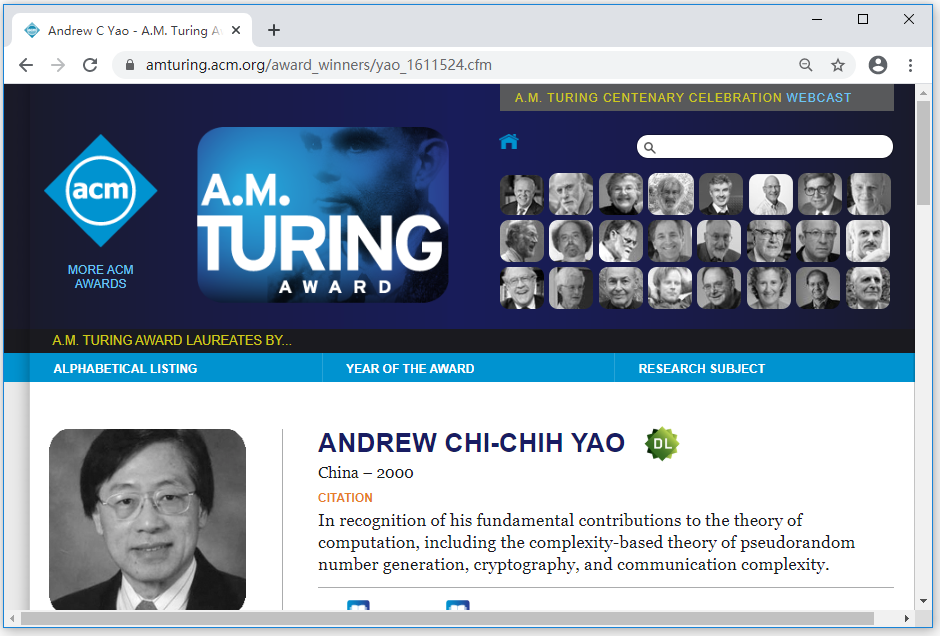 Andrew C Yao - A.M. Turing A
amturing.acm.org/award_winners/yao_1611524.cfm
A.M. TURING CENTENARY CELEBRATION WEBCAST
acm
MORE ACM
AWARDS
A.M.
TURING
AWARD
A.M. TURING AWARD LAUREATES BY...
ALPHABETICAL LISTING
YEAR OF THE AWARD
RESEARCH SUBJECT
ANDREW CHI-CHIH YAO
DL
China – 2000
CITATION
In recognition of his fundamental contributions to the theory of
computation, including the complexity-based theory of pseudorandom
number generation, cryptography, and communication complexity.